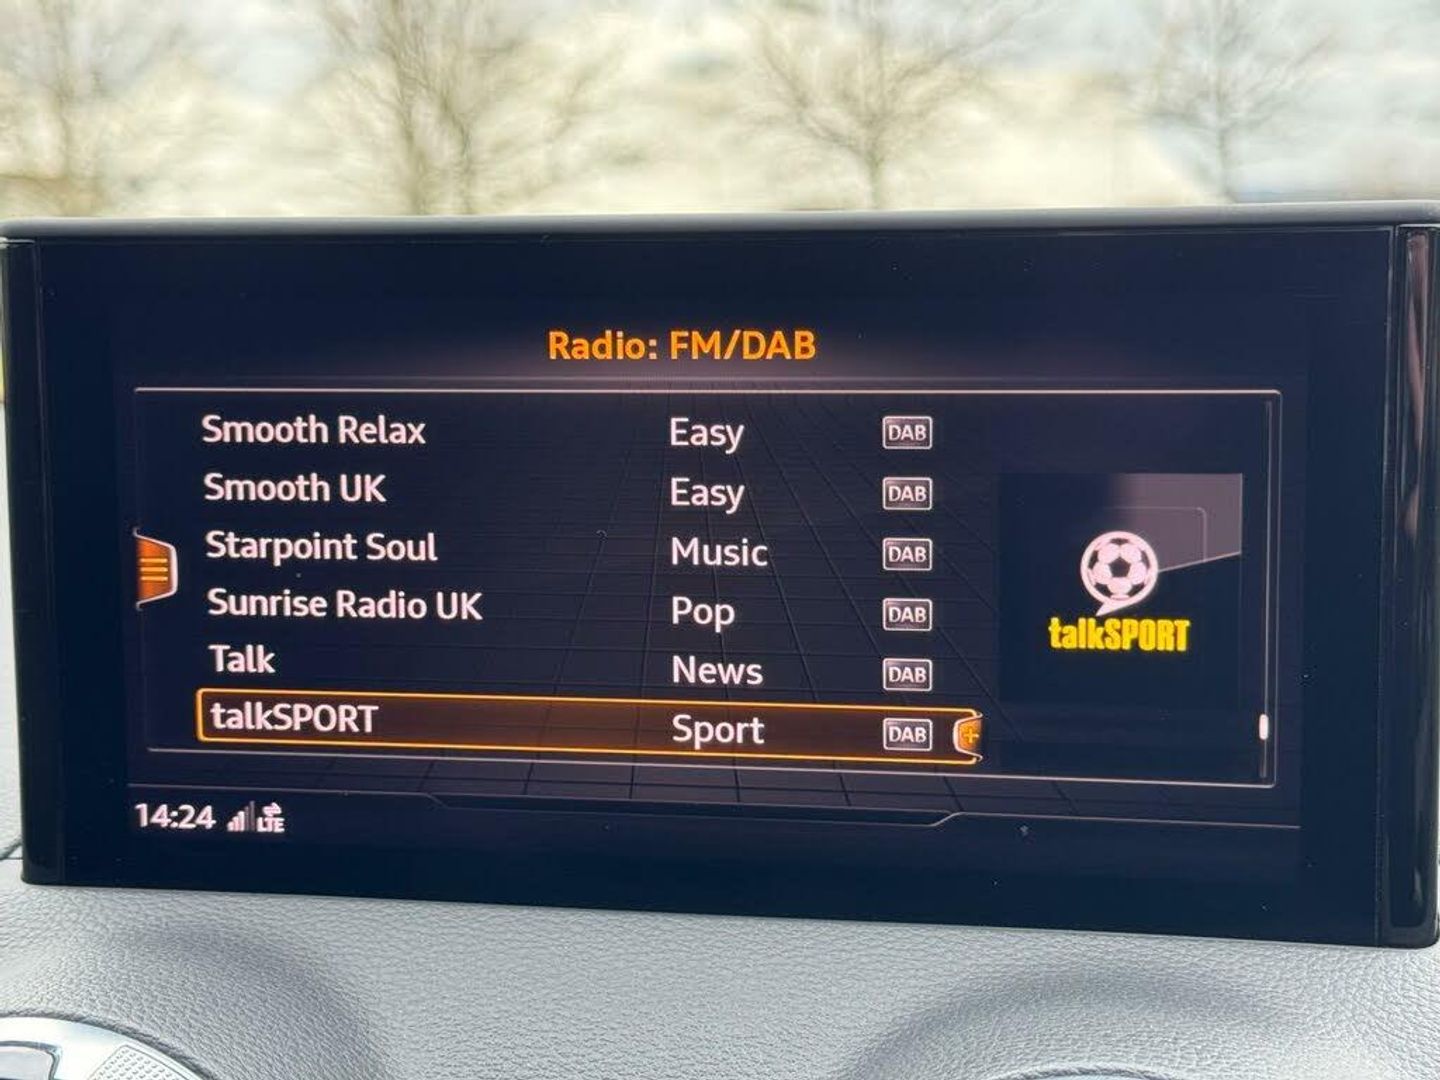 Radio: FM/DAB
Smooth Relax Easy DAB
Smooth UK Easy DAB
Starpoint Soul Music DAB
Sunrise Radio UK Pop DAB
Talk News DAB
talkSPORT Sport DAB +
talkSPORT
14:24 LTE